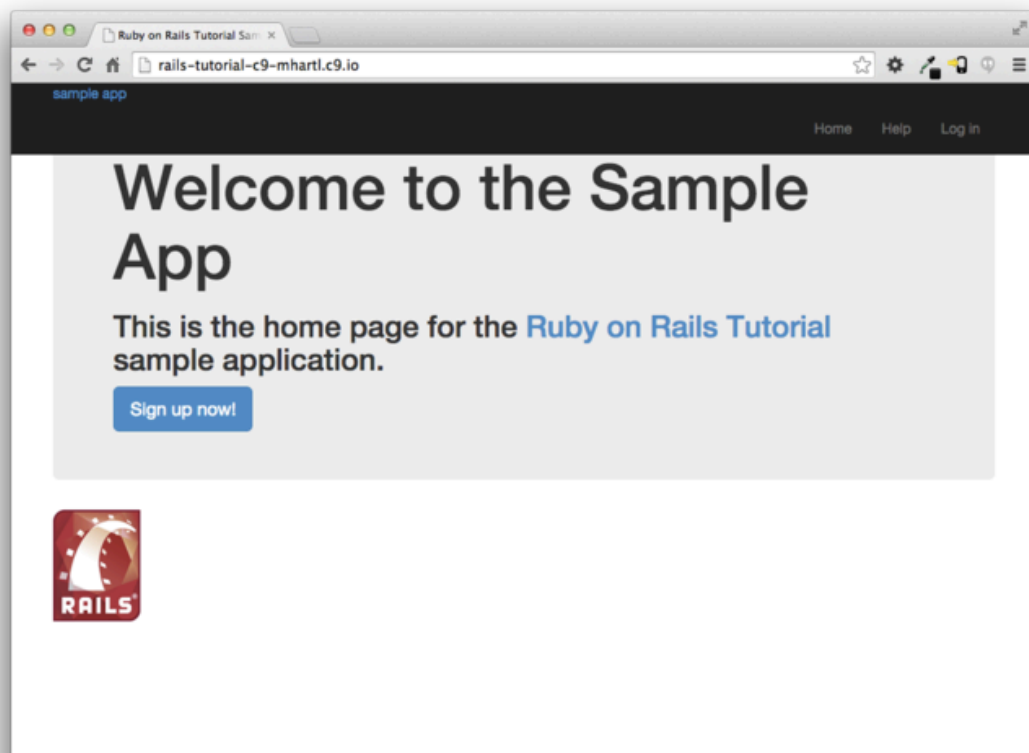 Ruby on Rails Tutorial Sam
rails-tutorial-c9-mhartl.c9.io
sample app
Home Help Log in
Welcome to the Sample
App
This is the home page for the Ruby on Rails Tutorial
sample application.
Sign up now!
RAILS